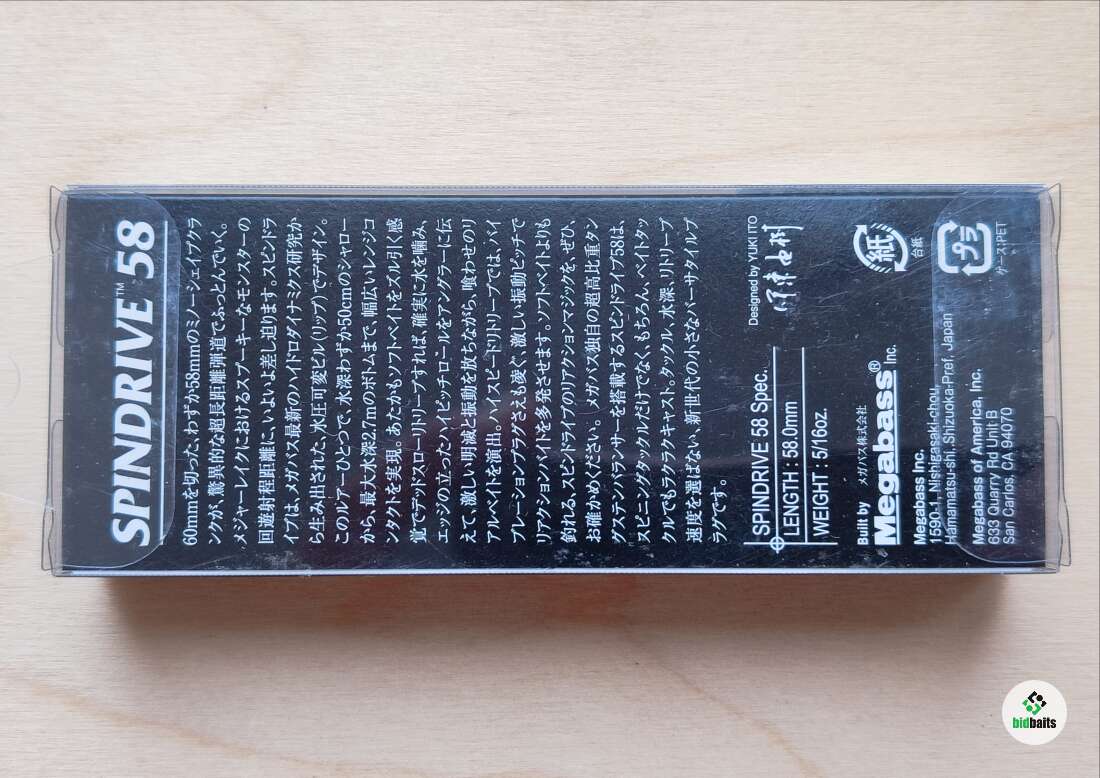 SPINDRIVE™ 58
60mmを切った、わずか58mmのミノーシェイププラ
ンクが、驚異的な超長距離弾道でふっとんでいく。
メジャーレイクにおけるスプーキーなモンスターの
回遊射程距離に、いよいよ差し迫ります。スピンドラ
イブは、メガバス最新のハイドロダイナミクス研究か
ら生み出された、水圧可変ビル(リップ)でデザイン。
このルアーひとつで、水深わずか50cmのシャロー
から、最大水深2.7mのボトムまで、幅広いレンジコ
ンタクトを実現。あたかもソフトベイトをズル引く感
覚でデッドスローリトリーブすれば、確実に水を噛み、
エッジの立ったハイピッチロールをアングラーに伝
えて、激しい明滅と振動を放ちながら、喰わせのリ
アルベイトを演出。ハイスピードリトリーブでは、バイ
ブレーションプラグさえも凌ぐ、激しい振動ピッチで
リアクションバイトを多発させます。ソフトベイトよりも
釣れる、スピンドライブのリアクションマジックを、ぜひ、
お確かめください。メガバス独自の超高比重タン
グステンバランサーを搭載するスピンドライブ58は、
スピニングタックルだけでなく、もちろん、ベイトタッ
クルでもラクラクキャスト。タックル、水深、リトリーブ
速度を選ばない、新世代の小さなバーサタイルプ
ラグです。
SPINDRIVE 58 Spec.
LENGTH : 58.0mm
WEIGHT : 5/16oz.
Designed by YUKI ITO
Built by メガバス株式会社
Megabass® Inc.
Megabass Inc.
1590-1, Nishigasaki-chou,
Hamamatsu-shi, Shizuoka-Pref, Japan
Megabass of America, Inc.
833 Quarry Rd Unit B
San Carlos, CA 94070
紙
台紙
プラ
ケース:PET
bidbaits